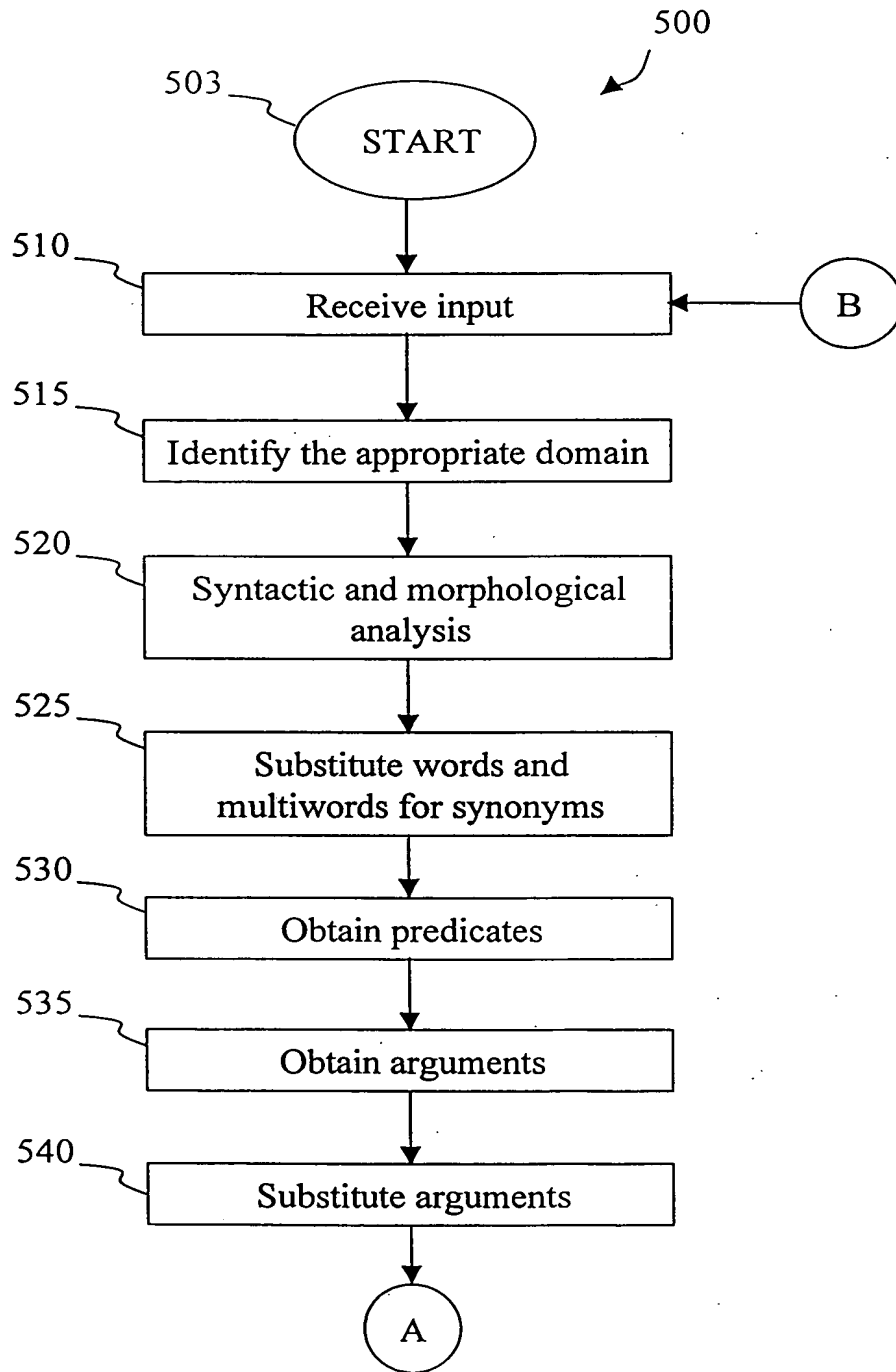 500
503
START
510
Receive input
B
515
Identify the appropriate domain
520
Syntactic and morphological
analysis
525
Substitute words and
multiwords for synonyms
530
Obtain predicates
535
Obtain arguments
540
Substitute arguments
A